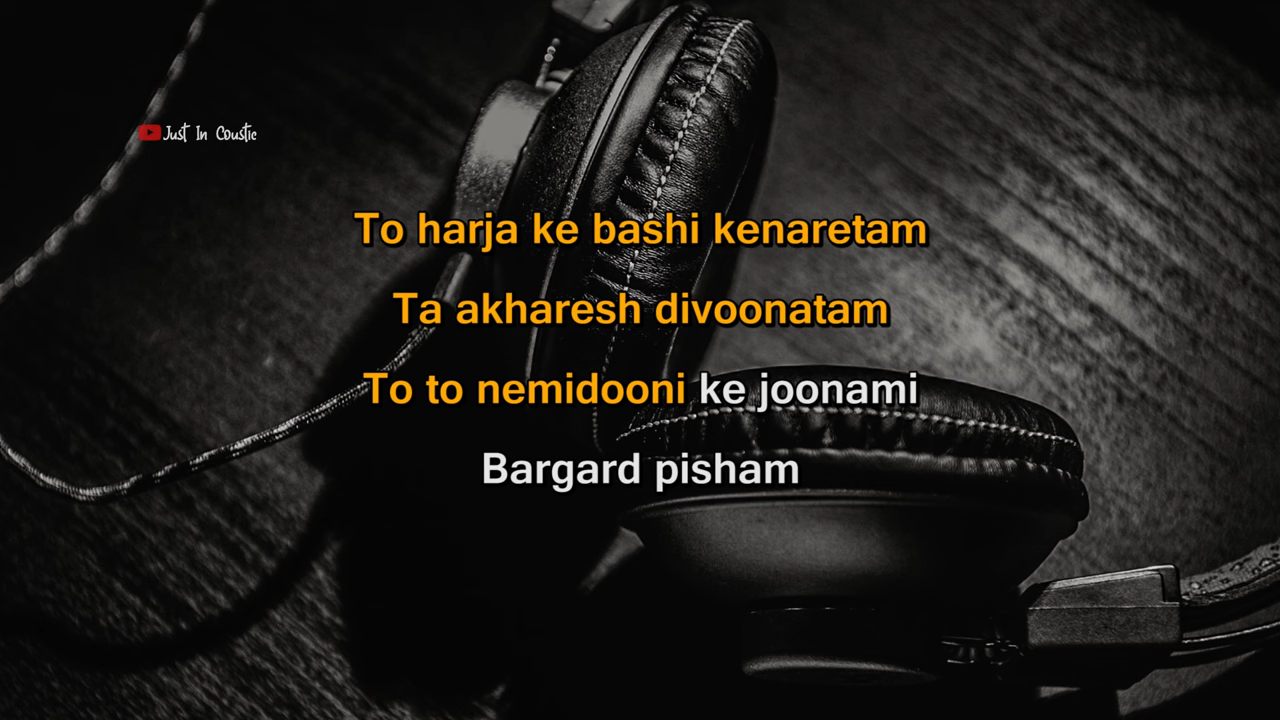 Just In Coustic
To harja ke bashi kenaretam
Ta akharesh divoonatam
To to nemidooni ke joonami
Bargard pisham